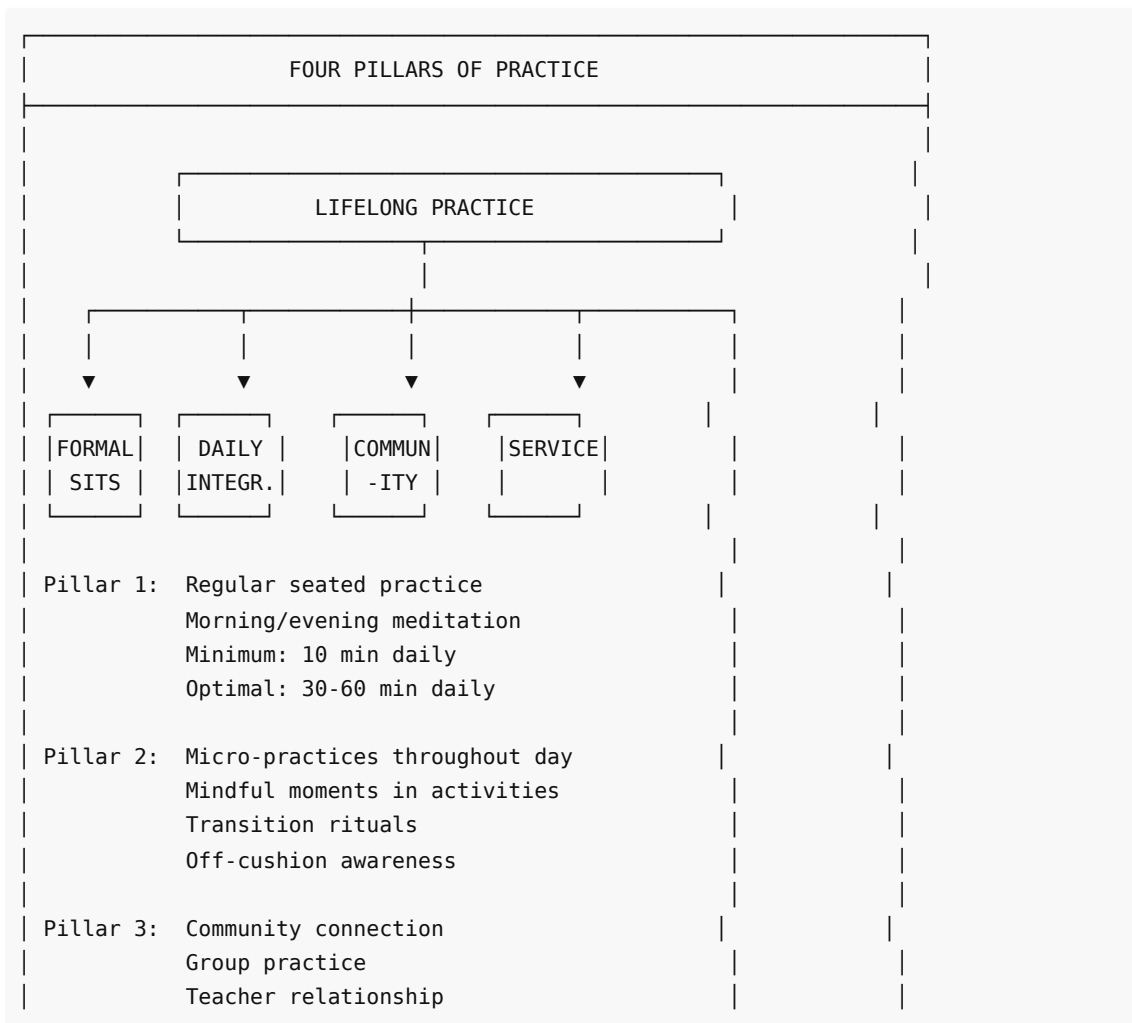 FOUR PILLARS OF PRACTICE
LIFELONG PRACTICE
FORMAL DAILY COMMUN SERVICE
SITS INTEGR. -ITY
Pillar 1: Regular seated practice
Morning/evening meditation
Minimum: 10 min daily
Optimal: 30-60 min daily
Pillar 2: Micro-practices throughout day
Mindful moments in activities
Transition rituals
Off-cushion awareness
Pillar 3: Community connection
Group practice
Teacher relationship